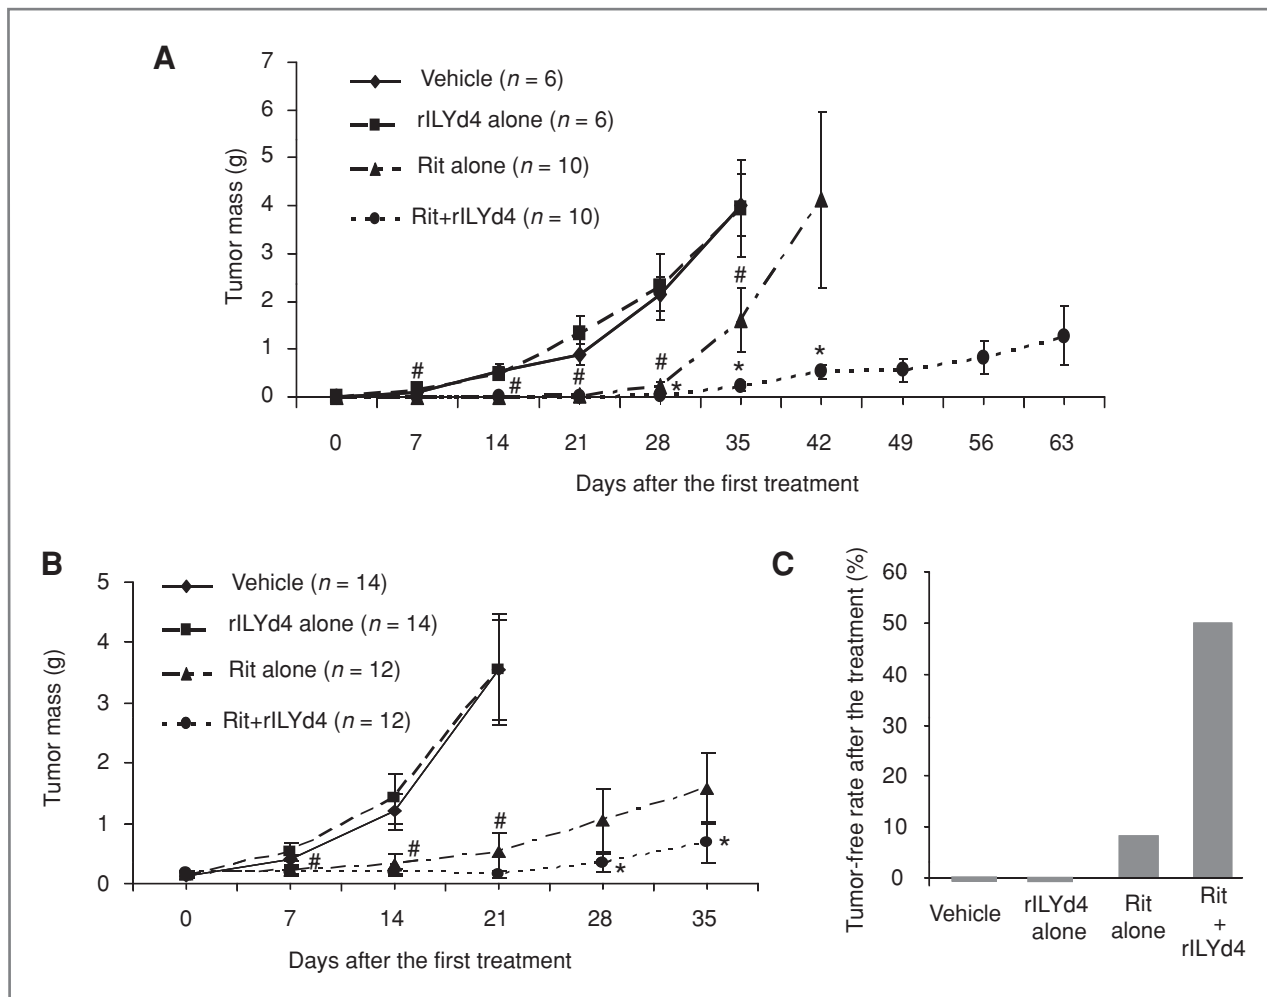 A
7
6
5
4
3
2
1
0
Tumor mass (g)
Vehicle (n = 6)
rILYd4 alone (n = 6)
Rit alone (n = 10)
Rit+rILYd4 (n = 10)
#
#
#
#
#
*
*
*
0 7 14 21 28 35 42 49 56 63
Days after the first treatment
B
5
4
3
2
1
0
Tumor mass (g)
Vehicle (n = 14)
rILYd4 alone (n = 14)
Rit alone (n = 12)
Rit+rILYd4 (n = 12)
#
#
#
*
*
0 7 14 21 28 35
Days after the first treatment
C
60
50
40
30
20
10
0
Tumor-free rate after the treatment (%)
Vehicle
rILYd4
alone
Rit
alone
Rit
+
rILYd4